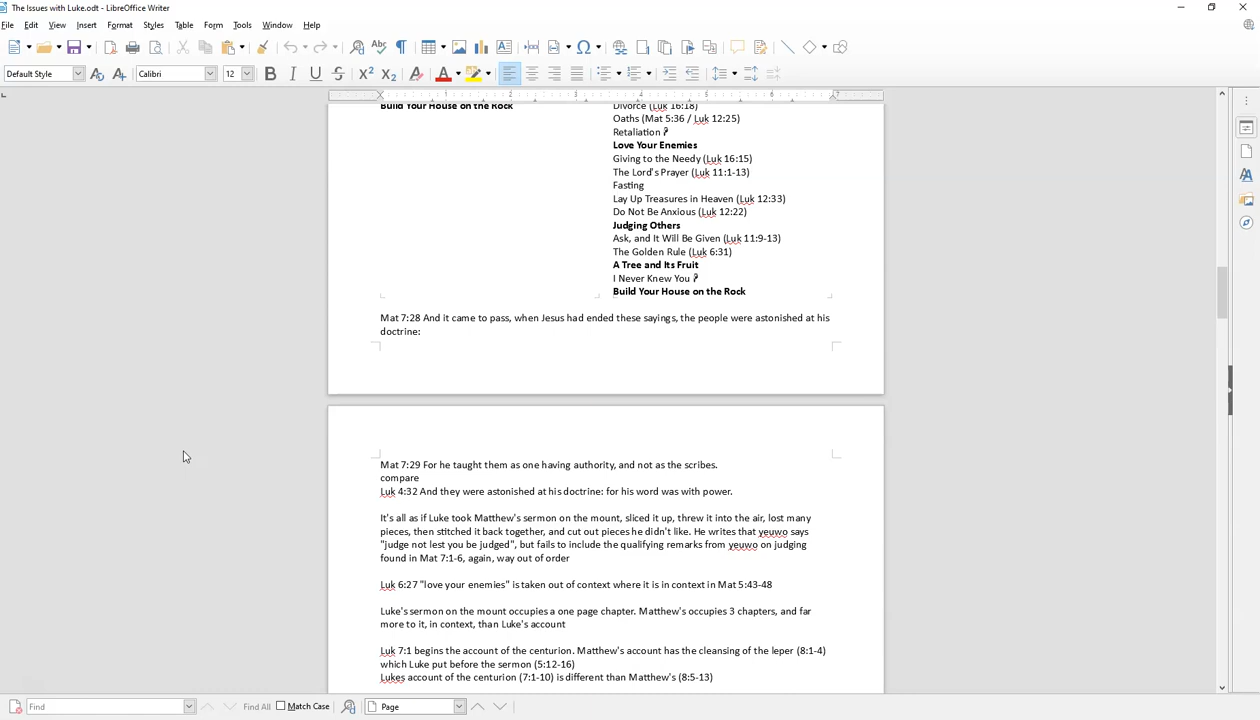 The Issues with Luke.odt - LibreOffice Writer
File Edit View Insert Format Styles Table Form Tools Window Help
Default Style Calibri 12
1 2 3 4 5 6 7
Build Your House on the Rock
Divorce (Luk 16:18)
Oaths (Mat 5:36 / Luk 12:25)
Retaliation ?
Love Your Enemies
Giving to the Needy (Luk 16:15)
The Lord's Prayer (Luk 11:1-13)
Fasting
Lay Up Treasures in Heaven (Luk 12:33)
Do Not Be Anxious (Luk 12:22)
Judging Others
Ask, and It Will Be Given (Luk 11:9-13)
The Golden Rule (Luk 6:31)
A Tree and Its Fruit
I Never Knew You ?
Build Your House on the Rock
Mat 7:28 And it came to pass, when Jesus had ended these sayings, the people were astonished at his
doctrine:
Mat 7:29 For he taught them as one having authority, and not as the scribes.
compare
Luk 4:32 And they were astonished at his doctrine: for his word was with power.
It's all as if Luke took Matthew's sermon on the mount, sliced it up, threw it into the air, lost many
pieces, then stitched it back together, and cut out pieces he didn't like. He writes that yeuwo says
"judge not lest you be judged", but fails to include the qualifying remarks from yeuwo on judging
found in Mat 7:1-6, again, way out of order
Luk 6:27 "love your enemies" is taken out of context where it is in context in Mat 5:43-48
Luke's sermon on the mount occupies a one page chapter. Matthew's occupies 3 chapters, and far
more to it, in context, than Luke's account
Luk 7:1 begins the account of the centurion. Matthew's account has the cleansing of the leper (8:1-4)
which Luke put before the sermon (5:12-16)
Lukes account of the centurion (7:1-10) is different than Matthew's (8:5-13)
Find Find All Match Case Page